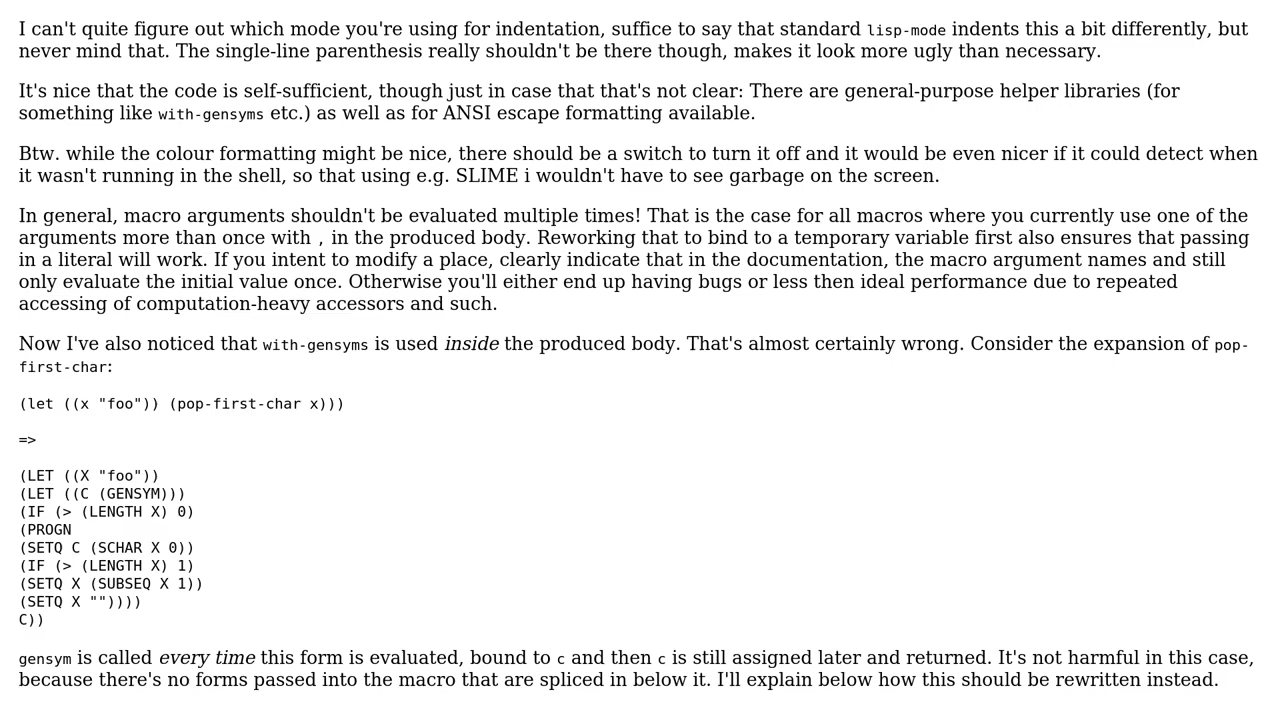 I can't quite figure out which mode you're using for indentation, suffice to say that standard lisp-mode indents this a bit differently, but
never mind that. The single-line parenthesis really shouldn't be there though, makes it look more ugly than necessary.
It's nice that the code is self-sufficient, though just in case that that's not clear: There are general-purpose helper libraries (for
something like with-gensyms etc.) as well as for ANSI escape formatting available.
Btw. while the colour formatting might be nice, there should be a switch to turn it off and it would be even nicer if it could detect when
it wasn't running in the shell, so that using e.g. SLIME i wouldn't have to see garbage on the screen.
In general, macro arguments shouldn't be evaluated multiple times! That is the case for all macros where you currently use one of the
arguments more than once with , in the produced body. Reworking that to bind to a temporary variable first also ensures that passing
in a literal will work. If you intent to modify a place, clearly indicate that in the documentation, the macro argument names and still
only evaluate the initial value once. Otherwise you'll either end up having bugs or less then ideal performance due to repeated
accessing of computation-heavy accessors and such.
Now I've also noticed that with-gensyms is used inside the produced body. That's almost certainly wrong. Consider the expansion of pop-
first-char:
(let ((x "foo")) (pop-first-char x)))
=>
(LET ((X "foo"))
(LET ((C (GENSYM)))
(IF (> (LENGTH X) 0)
(PROGN
(SETQ C (SCHAR X 0))
(IF (> (LENGTH X) 1)
(SETQ X (SUBSEQ X 1))
(SETQ X ""))))
C))
gensym is called every time this form is evaluated, bound to c and then c is still assigned later and returned. It's not harmful in this case,
because there's no forms passed into the macro that are spliced in below it. I'll explain below how this should be rewritten instead.